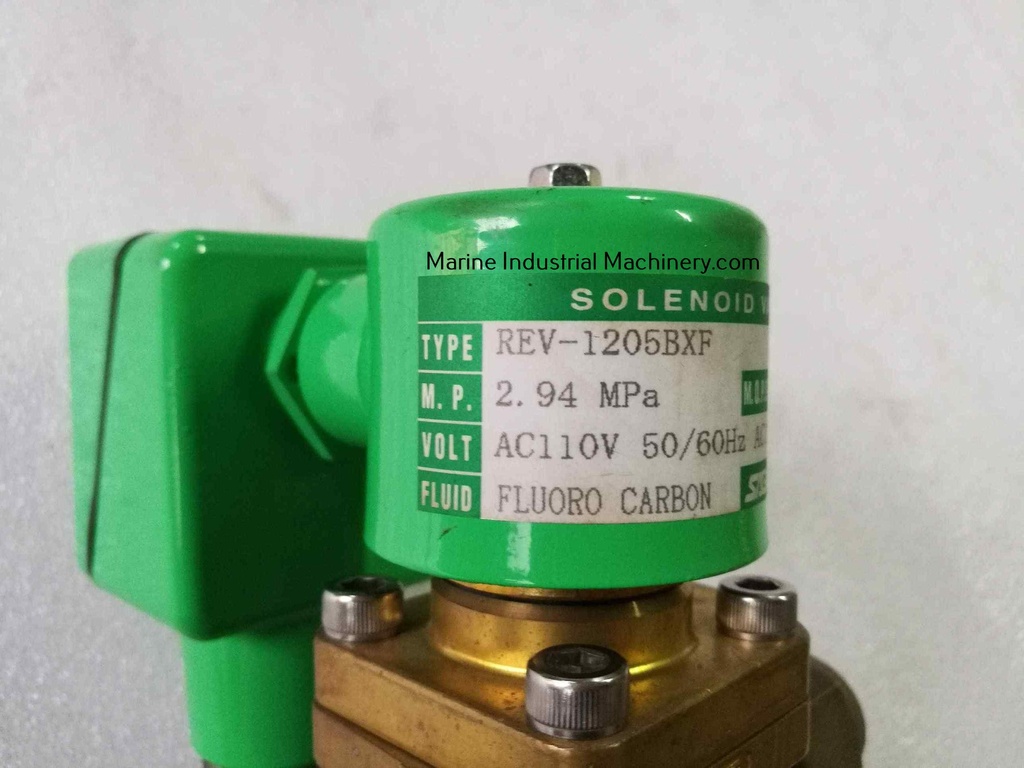 Marine Industrial Machinery.com
SOLENOID
TYPE REV-1205BXF
M. P. 2.94 MPa
VOLT AC110V 50/60Hz
FLUID FLUORO CARBON